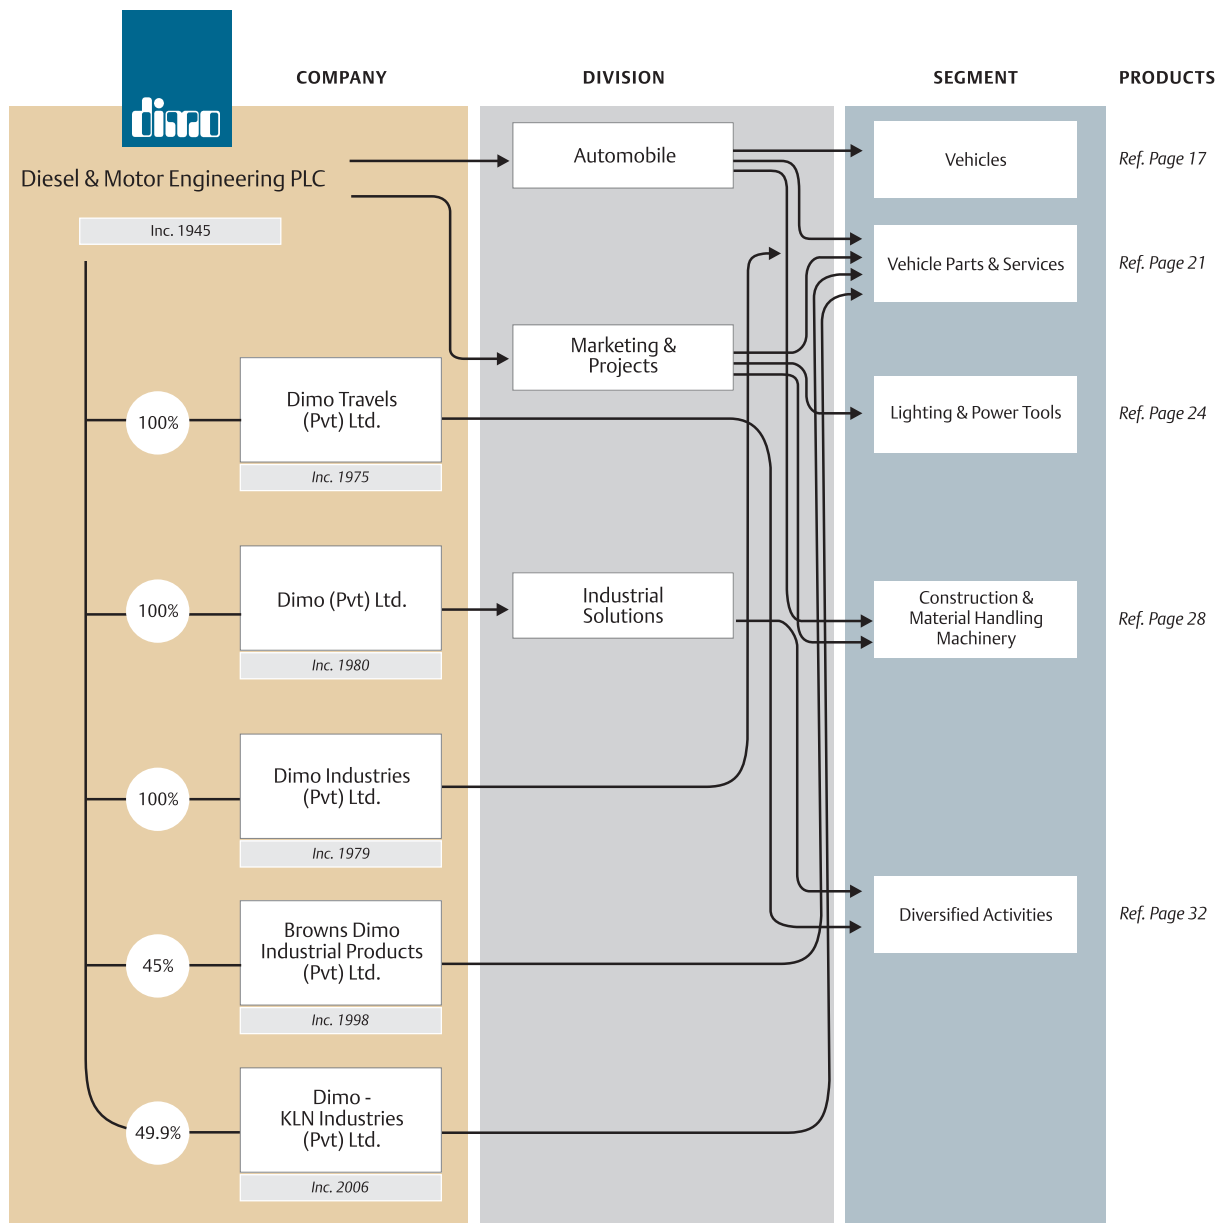 dimo
COMPANY
DIVISION
SEGMENT
PRODUCTS
Diesel & Motor Engineering PLC
Inc. 1945
Automobile
Vehicles
Ref. Page 17
Vehicle Parts & Services
Ref. Page 21
Marketing &
Projects
Lighting & Power Tools
Ref. Page 24
100%
Dimo Travels
(Pvt) Ltd.
Inc. 1975
100%
Dimo (Pvt) Ltd.
Inc. 1980
Industrial
Solutions
Construction &
Material Handling
Machinery
Ref. Page 28
100%
Dimo Industries
(Pvt) Ltd.
Inc. 1979
45%
Browns Dimo
Industrial Products
(Pvt) Ltd.
Inc. 1998
Diversified Activities
Ref. Page 32
49.9%
Dimo -
KLN Industries
(Pvt) Ltd.
Inc. 2006